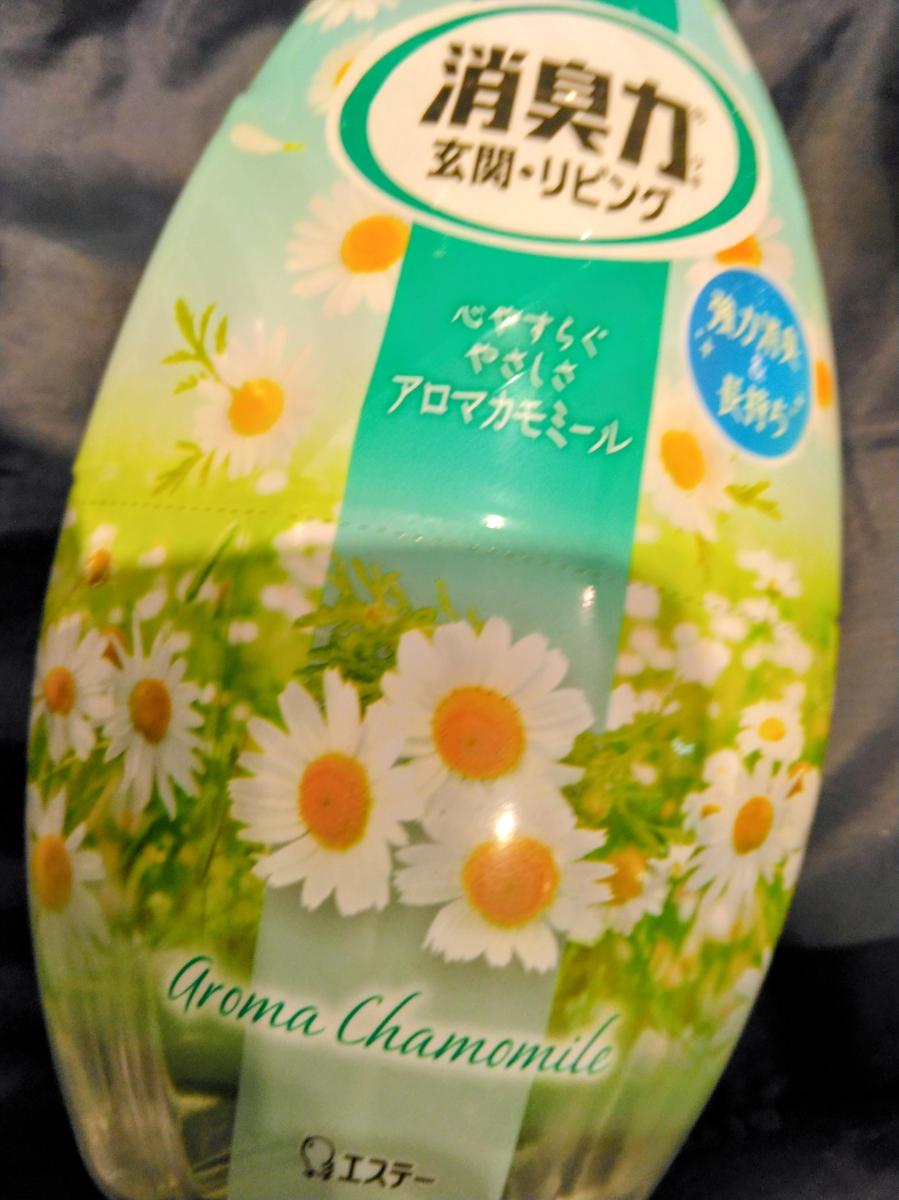 消臭力
玄関・リビング
心やすらぐ
やさしさ
アロマカモミール
強力消臭
&
長持ち
Aroma Chamomile
エステー